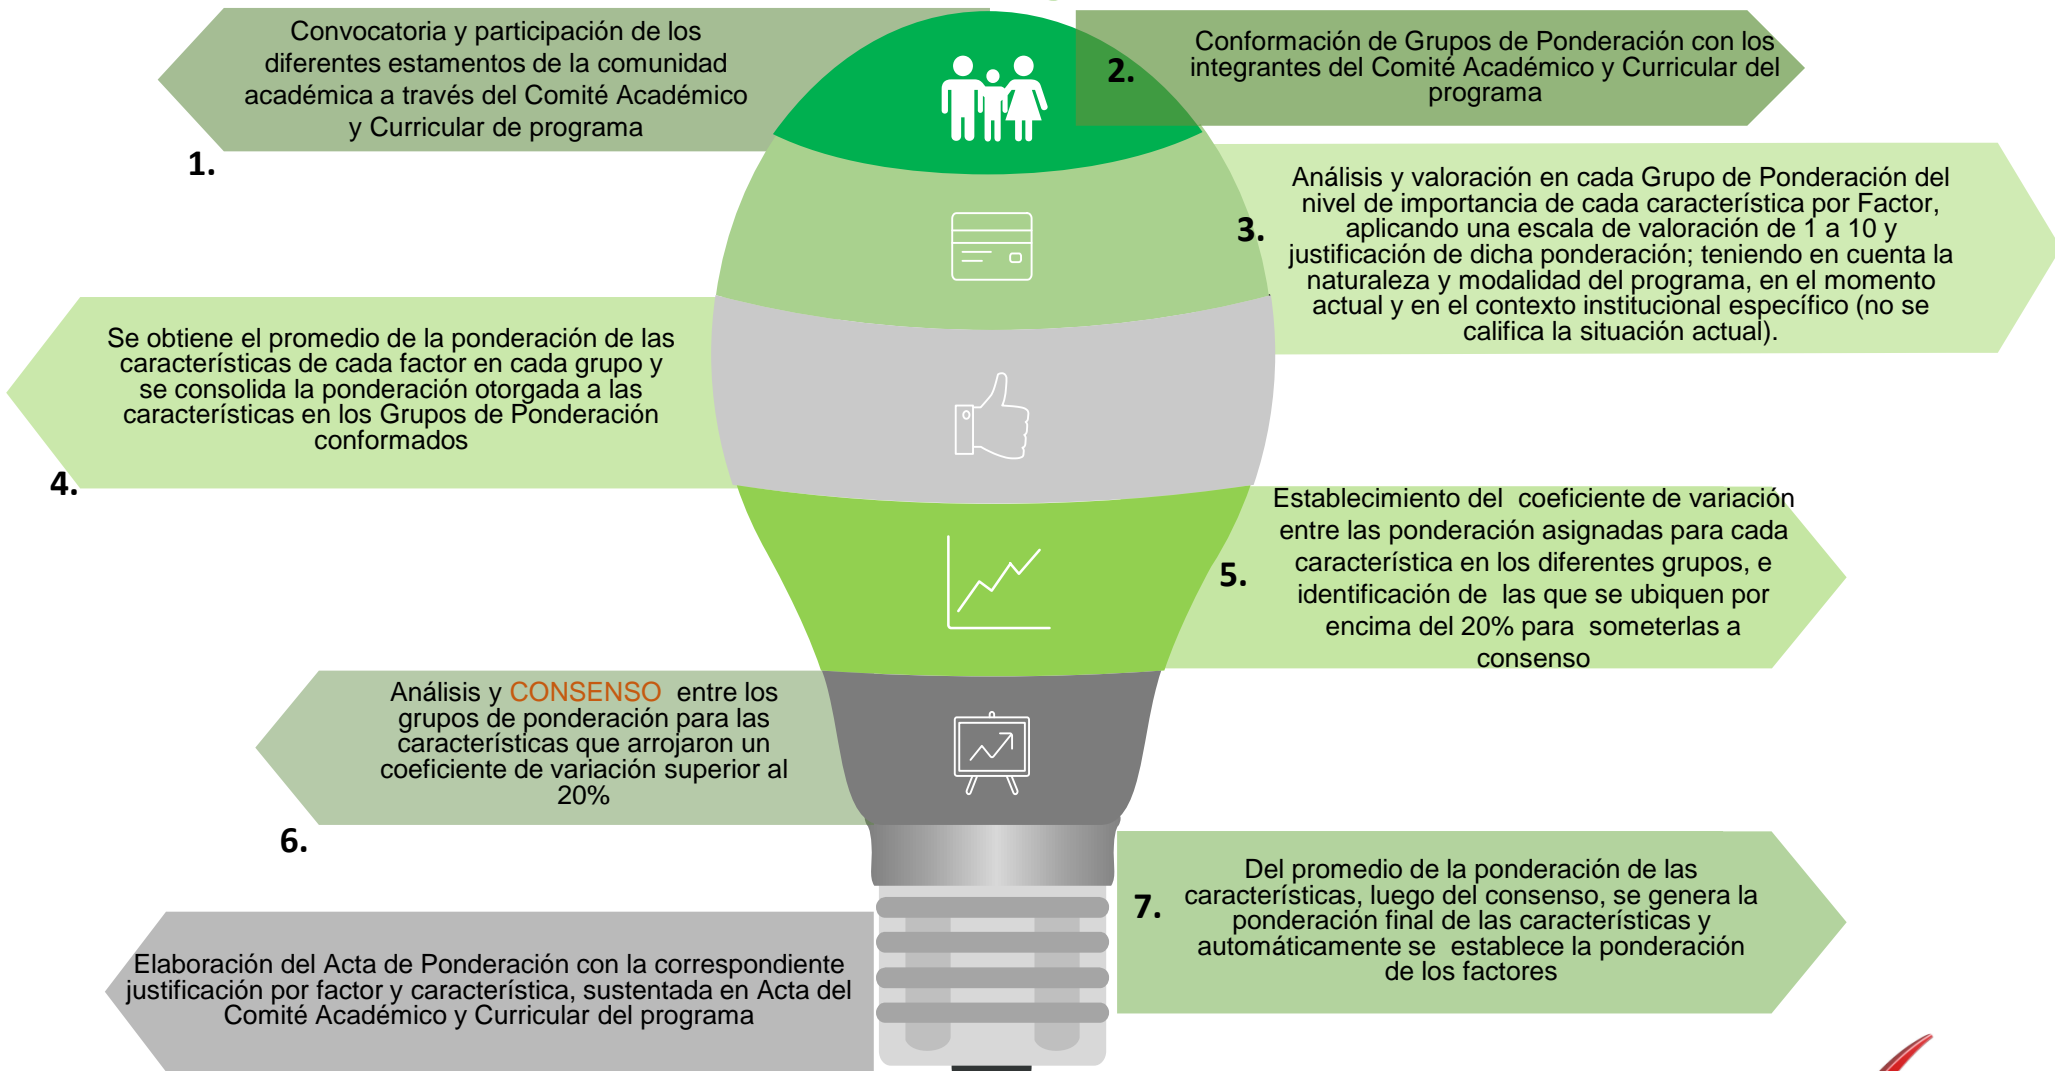 Convocatoria y participación de los
diferentes estamentos de la comunidad
académica a través del Comité Académico
y Curricular de programa
1.
Conformación de Grupos de Ponderación con los
integrantes del Comité Académico y Curricular del
programa
2.
Análisis y valoración en cada Grupo de Ponderación del
nivel de importancia de cada característica por Factor,
aplicando una escala de valoración de 1 a 10 y
justificación de dicha ponderación; teniendo en cuenta la
naturaleza y modalidad del programa, en el momento
actual y en el contexto institucional específico (no se
califica la situación actual).
3.
Se obtiene el promedio de la ponderación de las
características de cada factor en cada grupo y
se consolida la ponderación otorgada a las
características en los Grupos de Ponderación
conformados
4.
Establecimiento del coeficiente de variación
entre las ponderación asignadas para cada
característica en los diferentes grupos, e
identificación de las que se ubiquen por
encima del 20% para someterlas a
consenso
5.
Análisis y CONSENSO entre los
grupos de ponderación para las
características que arrojaron un
coeficiente de variación superior al
20%
6.
Del promedio de la ponderación de las
características, luego del consenso, se genera la
ponderación final de las características y
automáticamente se establece la ponderación
de los factores
7.
Elaboración del Acta de Ponderación con la correspondiente
justificación por factor y característica, sustentada en Acta del
Comité Académico y Curricular del programa